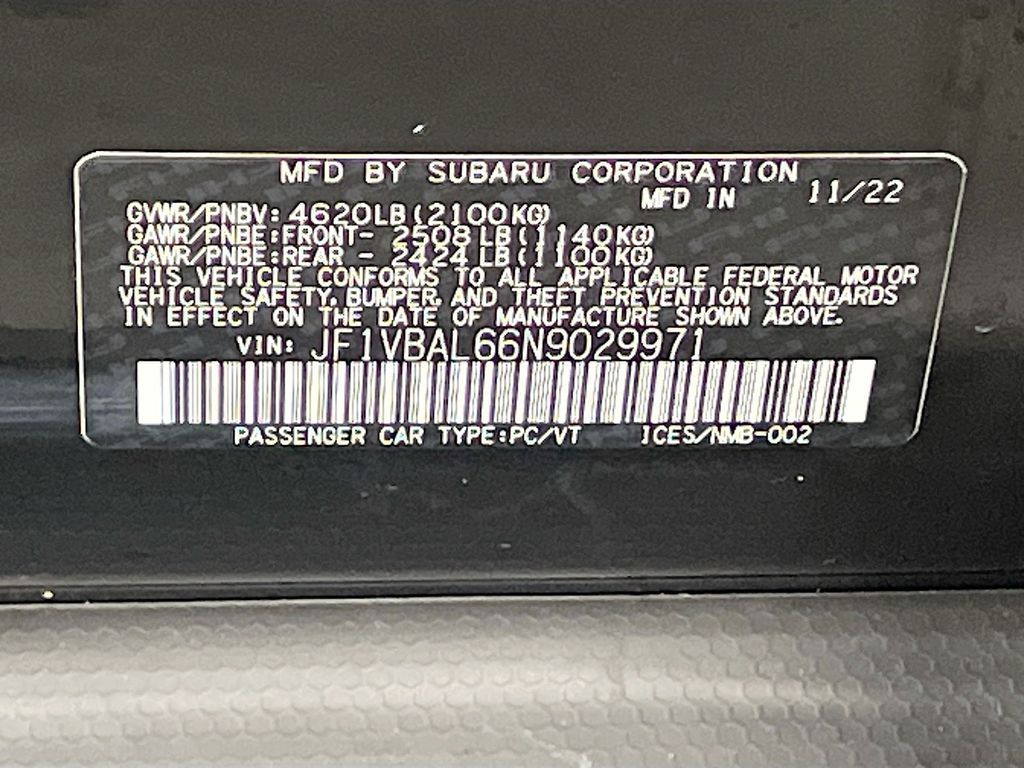 MFD BY SUBARU CORPORATION
MFD IN 11/22
GVWR/PNBV: 4620LB(2100KG)
GAWR/PNBE:FRONT- 2508LB(1140KG)
GAWR/PNBE:REAR - 2424LB(1100KG)
THIS VEHICLE CONFORMS TO ALL APPLICABLE FEDERAL MOTOR
VEHICLE SAFETY, BUMPER, AND THEFT PREVENTION STANDARDS
IN EFFECT ON THE DATE OF MANUFACTURE SHOWN ABOVE.
VIN: JF1VBAL66N9029971
PASSENGER CAR TYPE:PC/VT ICES/NMB-002